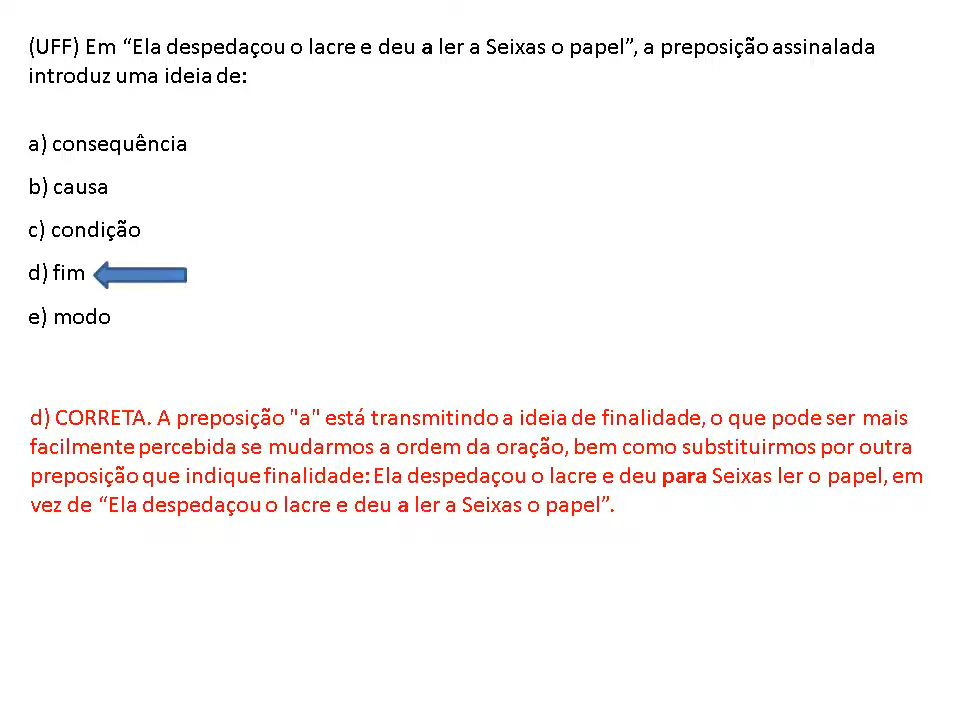 (UFF) Em “Ela despedaçou o lacre e deu a ler a Seixas o papel”, a preposição assinalada
introduz uma ideia de:
a) consequência
b) causa
c) condição
d) fim
e) modo
d) CORRETA. A preposição "a" está transmitindo a ideia de finalidade, o que pode ser mais
facilmente percebida se mudarmos a ordem da oração, bem como substituirmos por outra
preposição que indique finalidade: Ela despedaçou o lacre e deu para Seixas ler o papel, em
vez de “Ela despedaçou o lacre e deu a ler a Seixas o papel”.